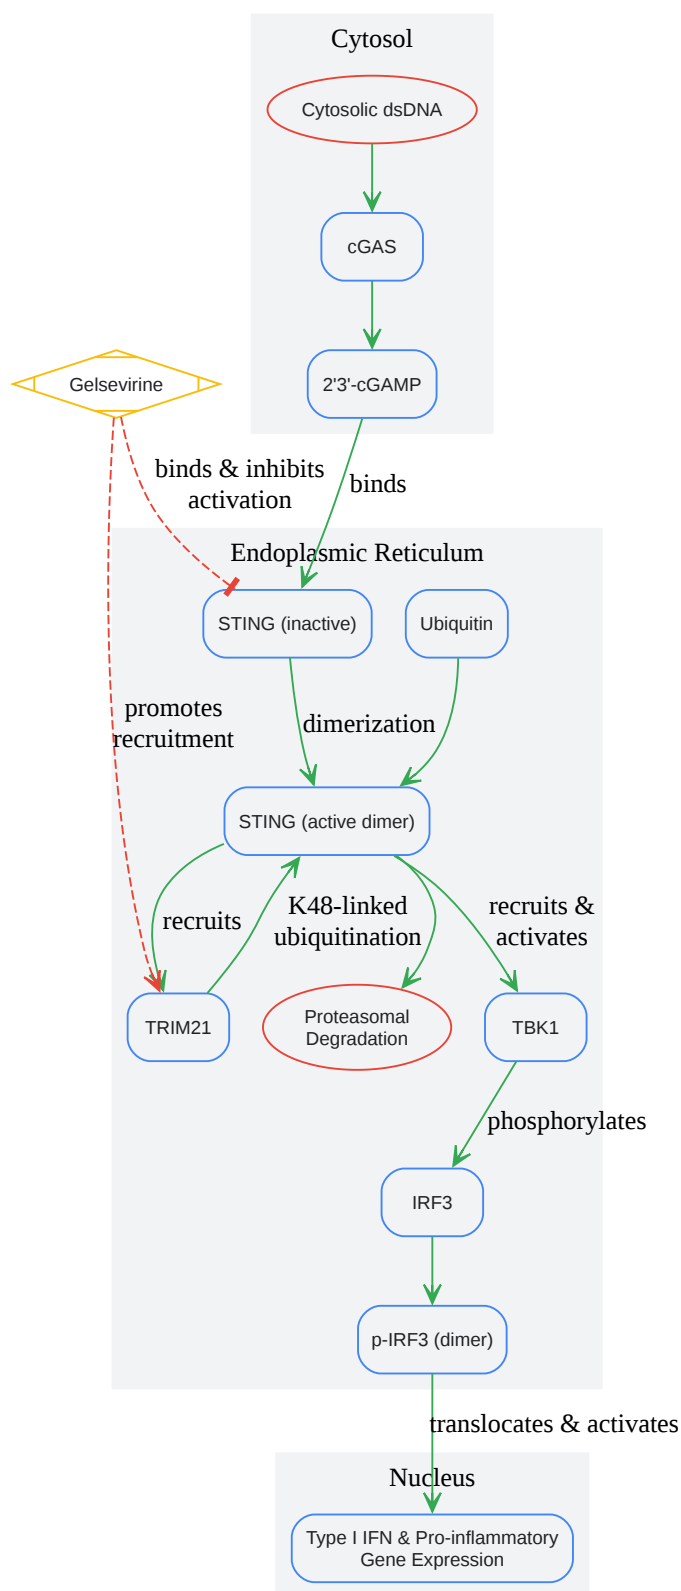 Cytosol
Cytosolic dsDNA
cGAS
2'3'-cGAMP
Gelsevirine
binds & inhibits
activation
binds
Endoplasmic Reticulum
STING (inactive)
Ubiquitin
promotes
recruitment
dimerization
STING (active dimer)
recruits
K48-linked
ubiquitination
recruits &
activates
TRIM21
Proteasomal
Degradation
TBK1
phosphorylates
IRF3
p-IRF3 (dimer)
translocates & activates
Nucleus
Type I IFN & Pro-inflammatory
Gene Expression